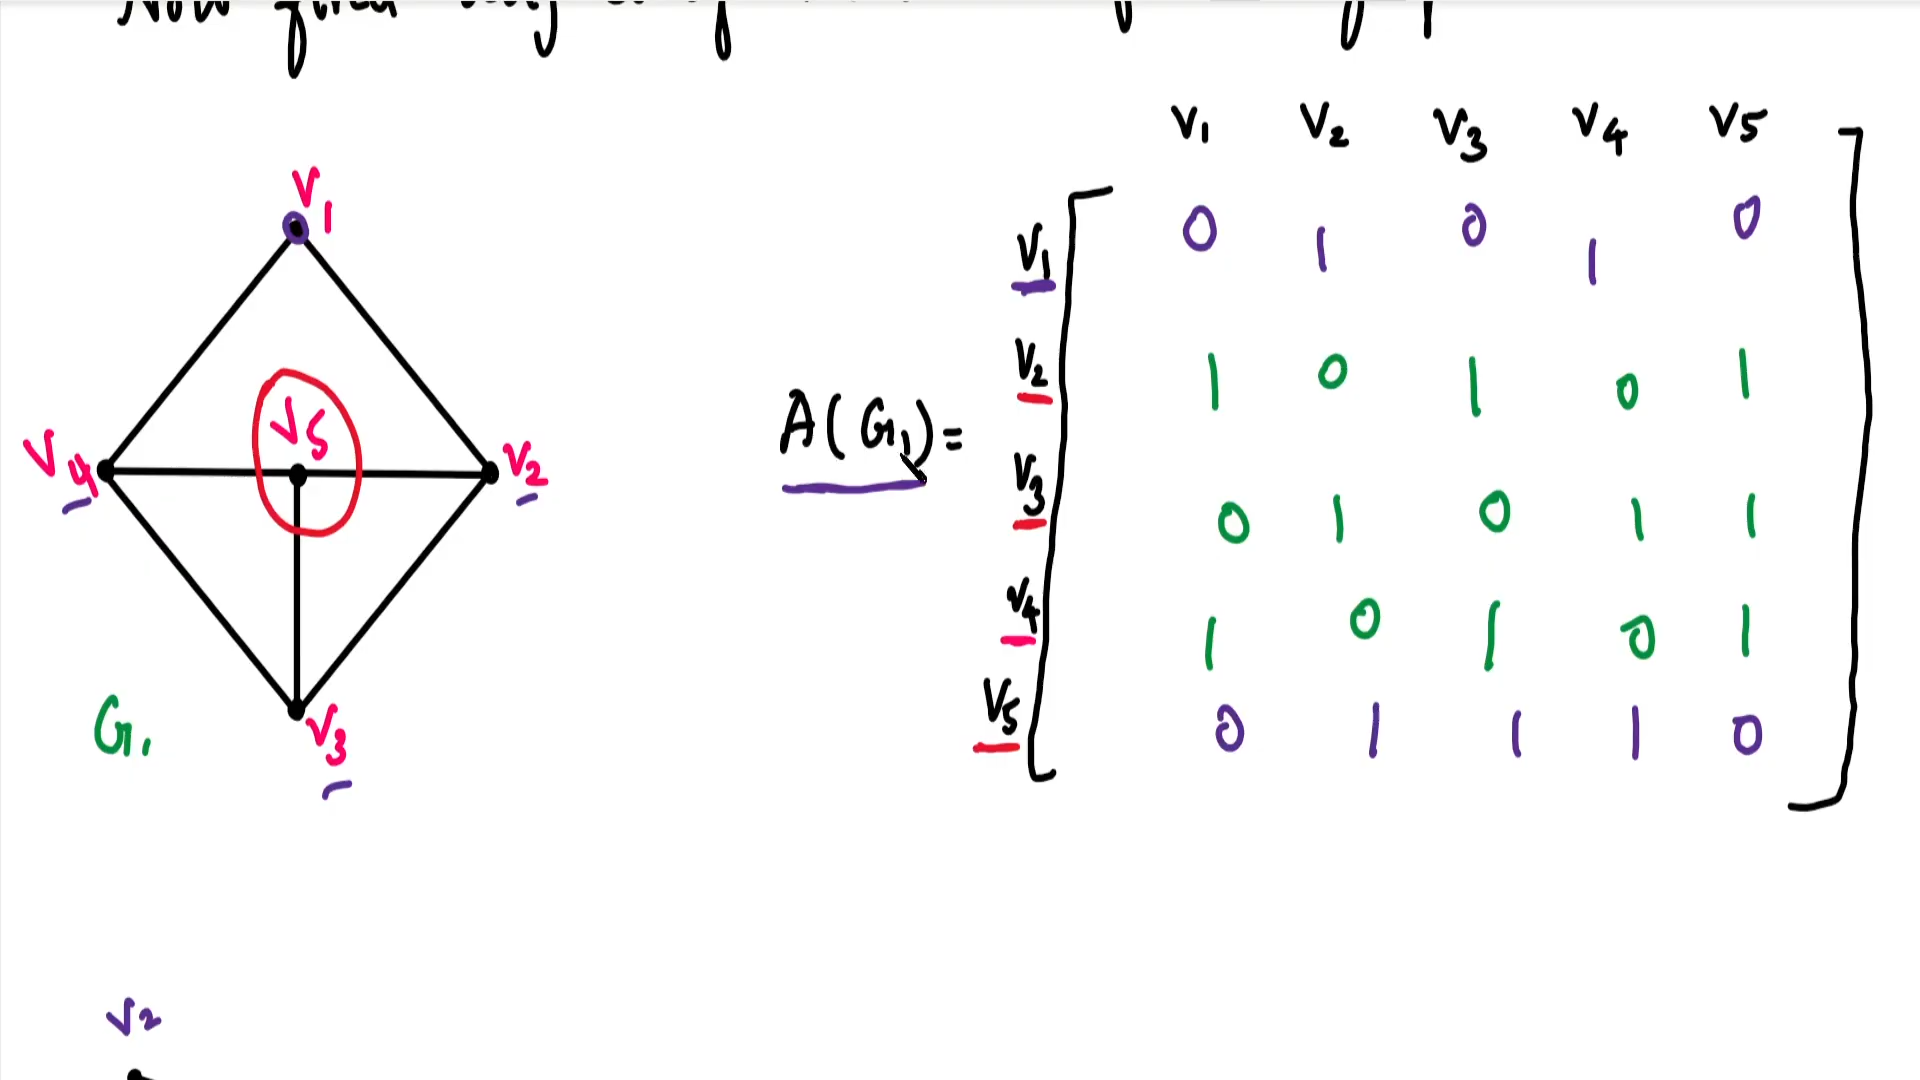 Now find
V1
V5
V4
V2
V3
G1
A(G1) =
V1 V2 V3 V4 V5
V1 0 1 0 1 0
V2 1 0 1 0 1
V3 0 1 0 1 1
V4 1 0 1 0 1
V5 0 1 1 1 0
V2